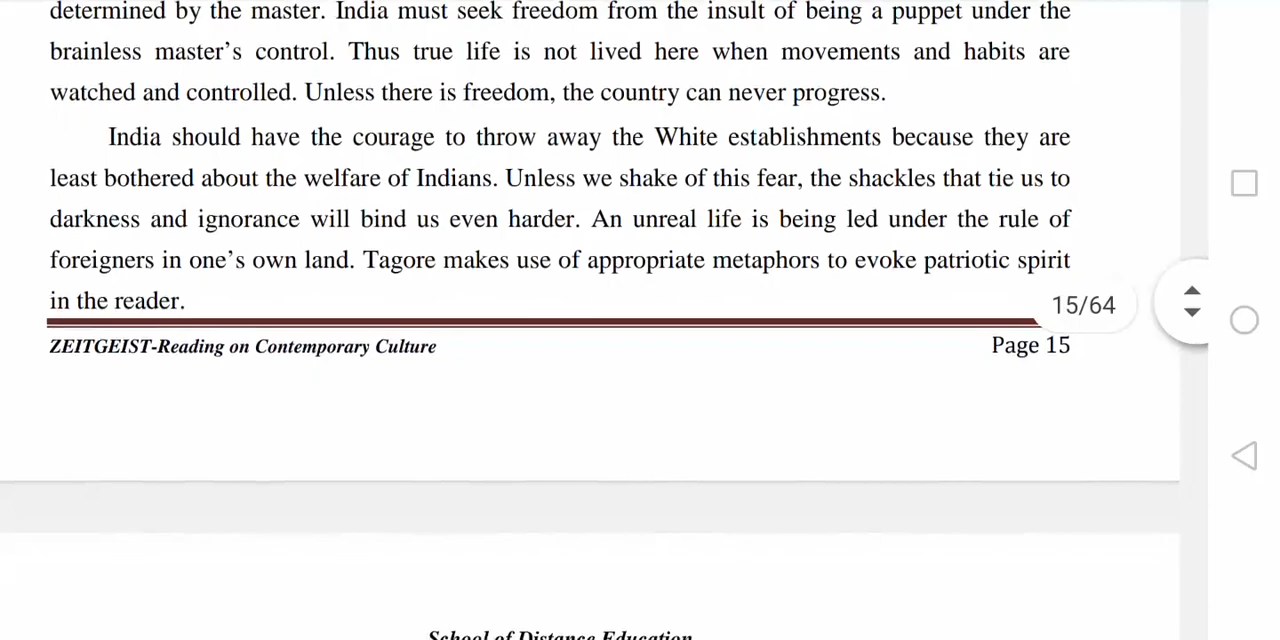 determined by the master. India must seek freedom from the insult of being a puppet under the
brainless master’s control. Thus true life is not lived here when movements and habits are
watched and controlled. Unless there is freedom, the country can never progress.
India should have the courage to throw away the White establishments because they are
least bothered about the welfare of Indians. Unless we shake of this fear, the shackles that tie us to
darkness and ignorance will bind us even harder. An unreal life is being led under the rule of
foreigners in one’s own land. Tagore makes use of appropriate metaphors to evoke patriotic spirit
in the reader.
15/64
ZEITGEIST-Reading on Contemporary Culture Page 15
School of Distance Education